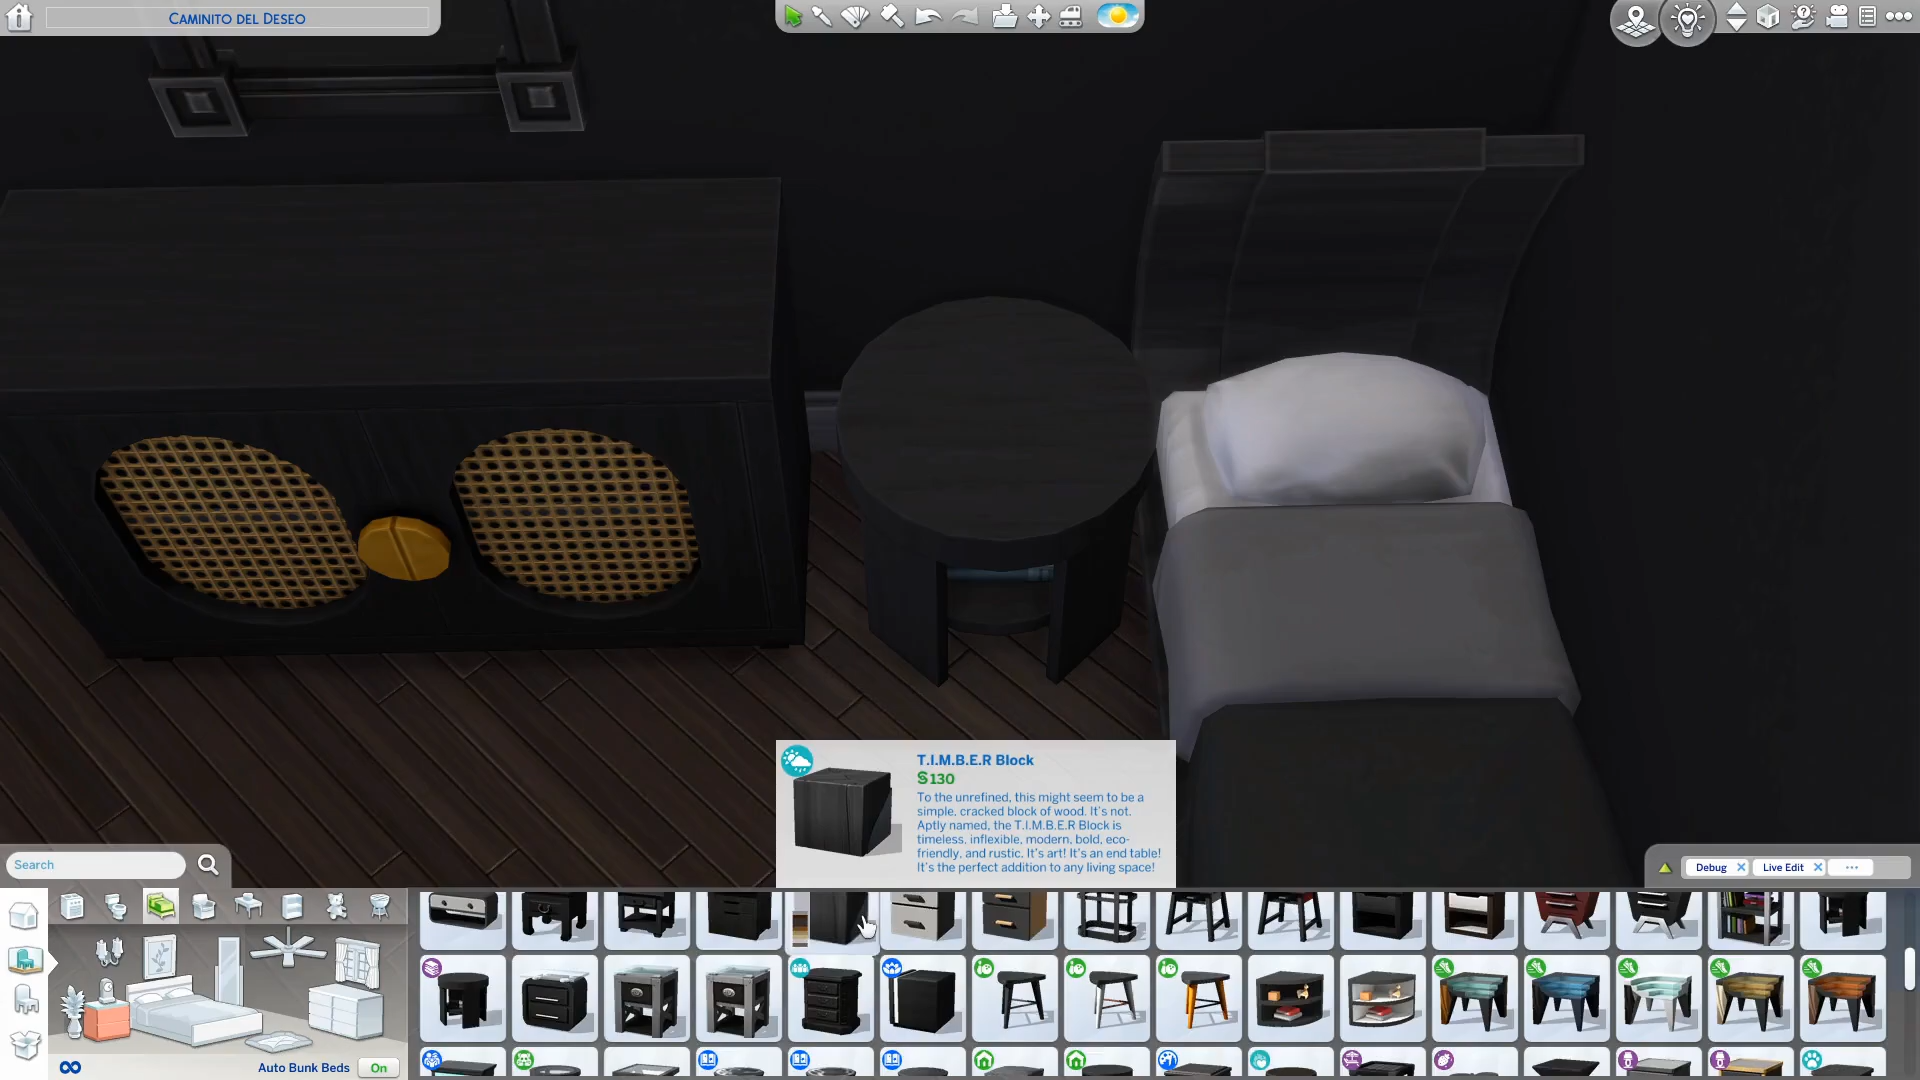 CAMINITO DEL DESEO
T.I.M.B.E.R Block
§130
To the unrefined, this might seem to be a
simple, cracked block of wood. It's not.
Aptly named, the T.I.M.B.E.R Block is
timeless, inflexible, modern, bold, eco-
friendly, and rustic. It's art! It's an end table!
It's the perfect addition to any living space!
Search
Debug
Live Edit
Auto Bunk Beds
On